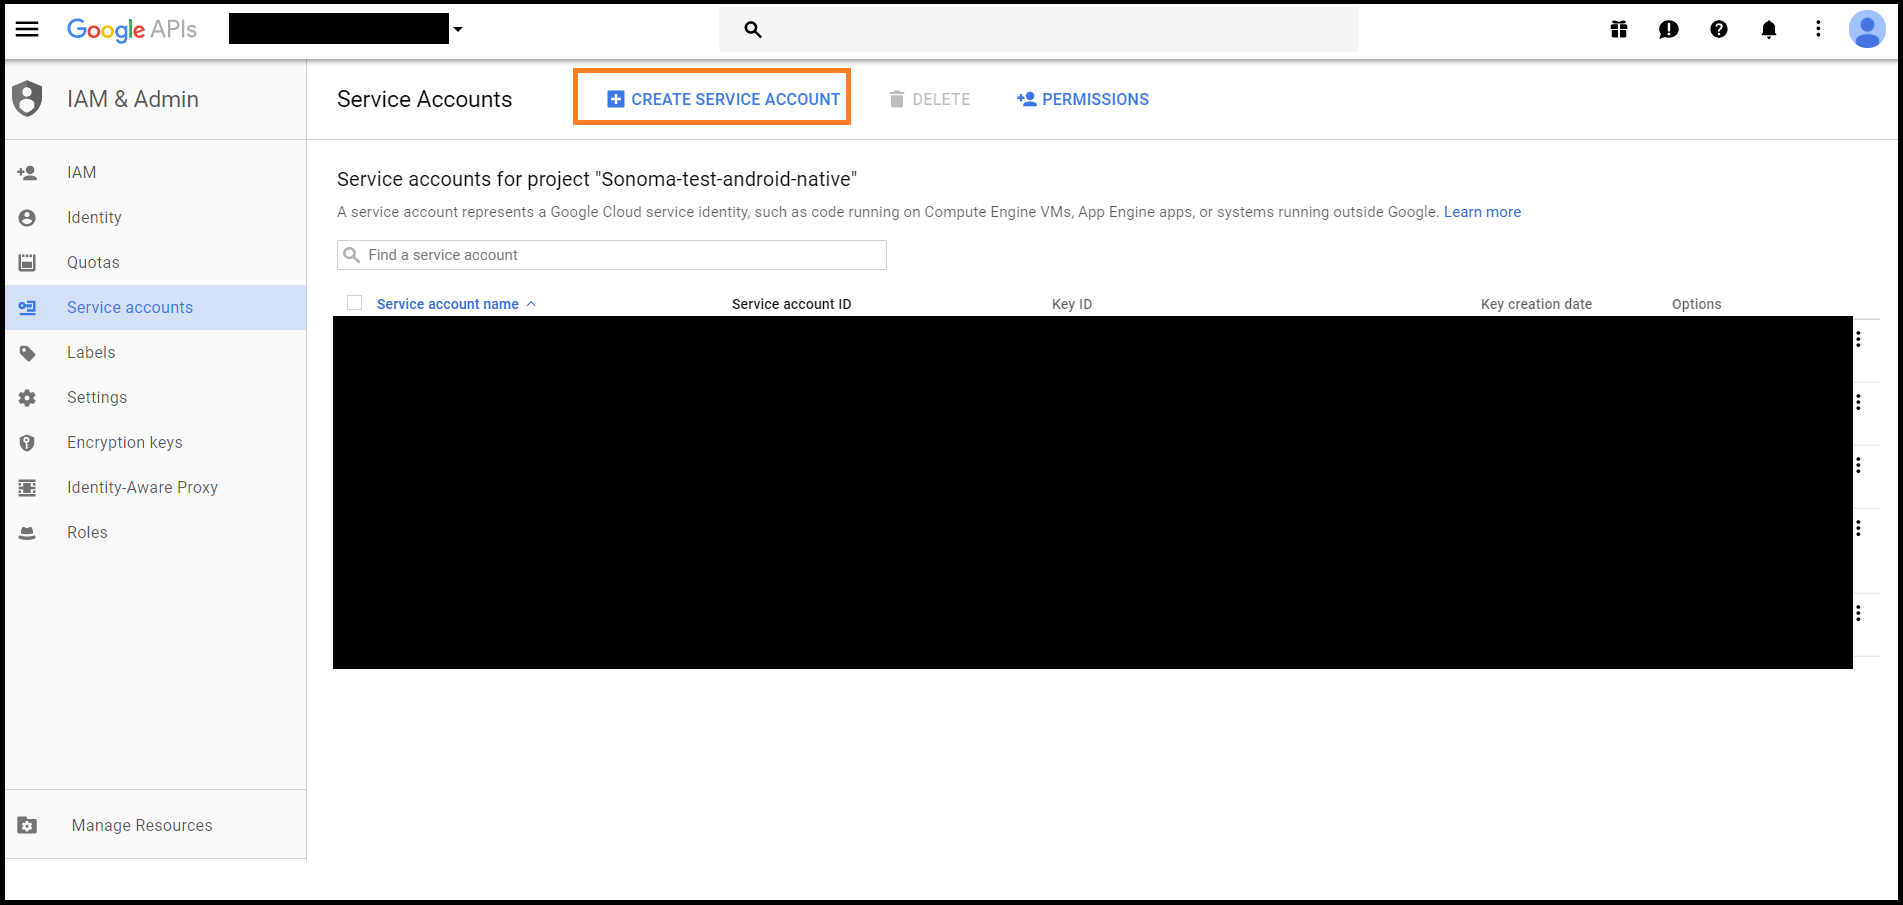 Google APIs
IAM & Admin
Service Accounts
CREATE SERVICE ACCOUNT
DELETE
PERMISSIONS
IAM
Identity
Quotas
Service accounts
Labels
Settings
Encryption keys
Identity-Aware Proxy
Roles
Manage Resources
Service accounts for project "Sonoma-test-android-native"
A service account represents a Google Cloud service identity, such as code running on Compute Engine VMs, App Engine apps, or systems running outside Google. Learn more
Find a service account
Service account name Service account ID Key ID Key creation date Options